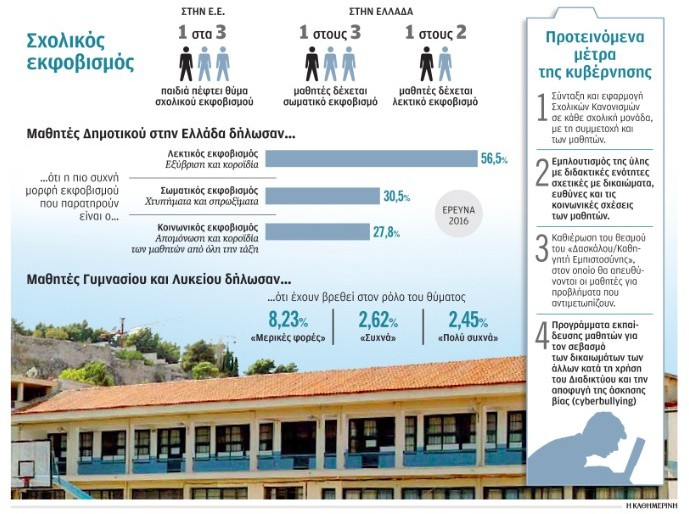 Σχολικός
εκφοβισμός
ΣΤΗΝ Ε.Ε.
1 στα 3
παιδιά πέφτει θύμα
σχολικού εκφοβισμού
ΣΤΗΝ ΕΛΛΑΔΑ
1 στους 3
μαθητές δέχεται
σωματικό εκφοβισμό
1 στους 2
μαθητές δέχεται
λεκτικό εκφοβισμό
Μαθητές Δημοτικού στην Ελλάδα δήλωσαν...
...ότι η πιο συχνή
μορφή εκφοβισμού
που παρατηρούν
είναι ο...
Λεκτικός εκφοβισμός
Εξύβριση και κοροϊδία
56,5%
Σωματικός εκφοβισμός
Χτυπήματα και σπρωξίματα
30,5%
Κοινωνικός εκφοβισμός
Απομόνωση και κοροϊδία
των μαθητών από όλη την τάξη
27,8%
ΕΡΕΥΝΑ
2016
Μαθητές Γυμνασίου και Λυκείου δήλωσαν...
...ότι έχουν βρεθεί στον ρόλο του θύματος
8,23%
«Μερικές φορές»
2,62%
«Συχνά»
2,45%
«Πολύ συχνά»
Προτεινόμενα
μέτρα
της κυβέρνησης
1 Σύνταξη και εφαρμογή
Σχολικών Κανονισμών
σε κάθε σχολική μονάδα,
με τη συμμετοχή και
των μαθητών.
2 Εμπλουτισμός της ύλης
με διδακτικές ενότητες
σχετικές με δικαιώματα,
ευθύνες και τις
κοινωνικές σχέσεις
των μαθητών.
3 Καθιέρωση του θεσμού
του «Δασκάλου/Καθη-
γητή Εμπιστοσύνης»,
στον οποίο θα απευθύ-
νονται οι μαθητές για
προβλήματα που
αντιμετωπίζουν.
4 Προγράμματα εκπαί-
δευσης μαθητών για
τον σεβασμό
των δικαιωμάτων των
άλλων κατά τη χρήση
του Διαδικτύου και την
αποφυγή της άσκησης
βίας (cyberbullying)
Η ΚΑΘΗΜΕΡΙΝΗ